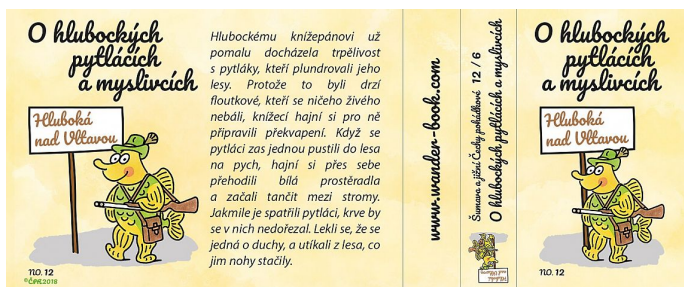 O hlubockých
pytlácích
a myslivcích
Hluboká
nad Vltavou
NO. 12
©ČPR 2018
Hlubockému knížepánovi už
pomalu docházela trpělivost
s pytláky, kteří plundrovali jeho
lesy. Protože to byli drzí
floutkové, kteří se ničeho živého
nebáli, knížecí hajní si pro ně
připravili překvapení. Když se
pytláci zas jednou pustili do lesa
na pych, hajní si přes sebe
přehodili bílá prostěradla
a začali tančit mezi stromy.
Jakmile je spatřili pytláci, krve by
se v nich nedořezal. Lekli se, že se
jedná o duchy, a utíkali z lesa, co
jim nohy stačily.
www.wander-book.com
Šumava a jižní Čechy pohádkové 12 / 6
O hlubockých pytlácích a myslivcích
Hluboká
nad Vltavou
O hlubockých
pytlácích
a myslivcích
Hluboká
nad Vltavou
NO. 12